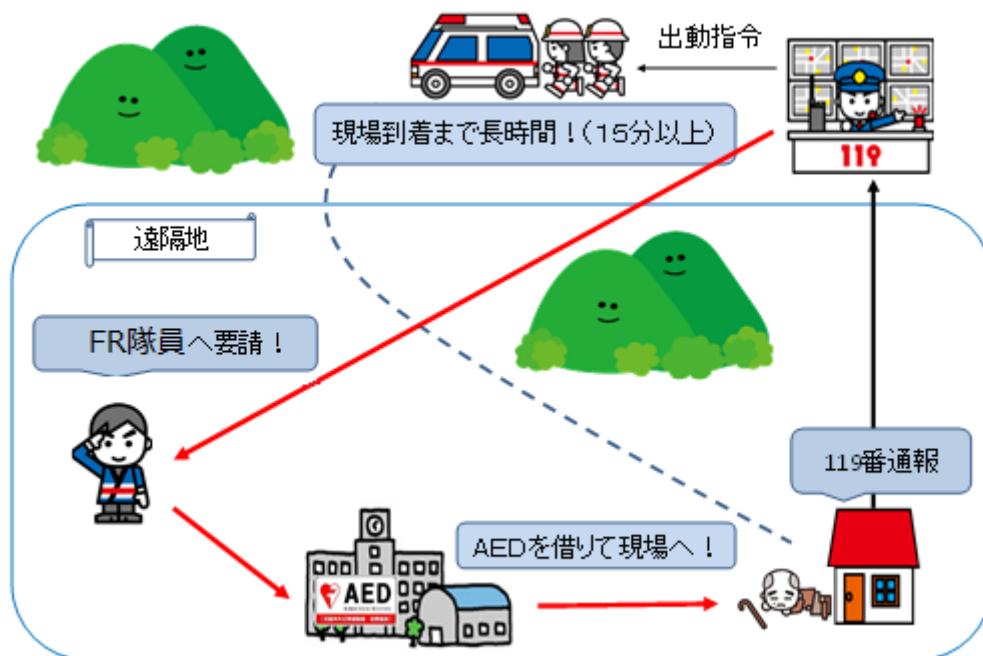 出動指令
現場到着まで長時間！（１５分以上）
119
遠隔地
FR隊員へ要請！
119番通報
AEDを借りて現場へ！
AED